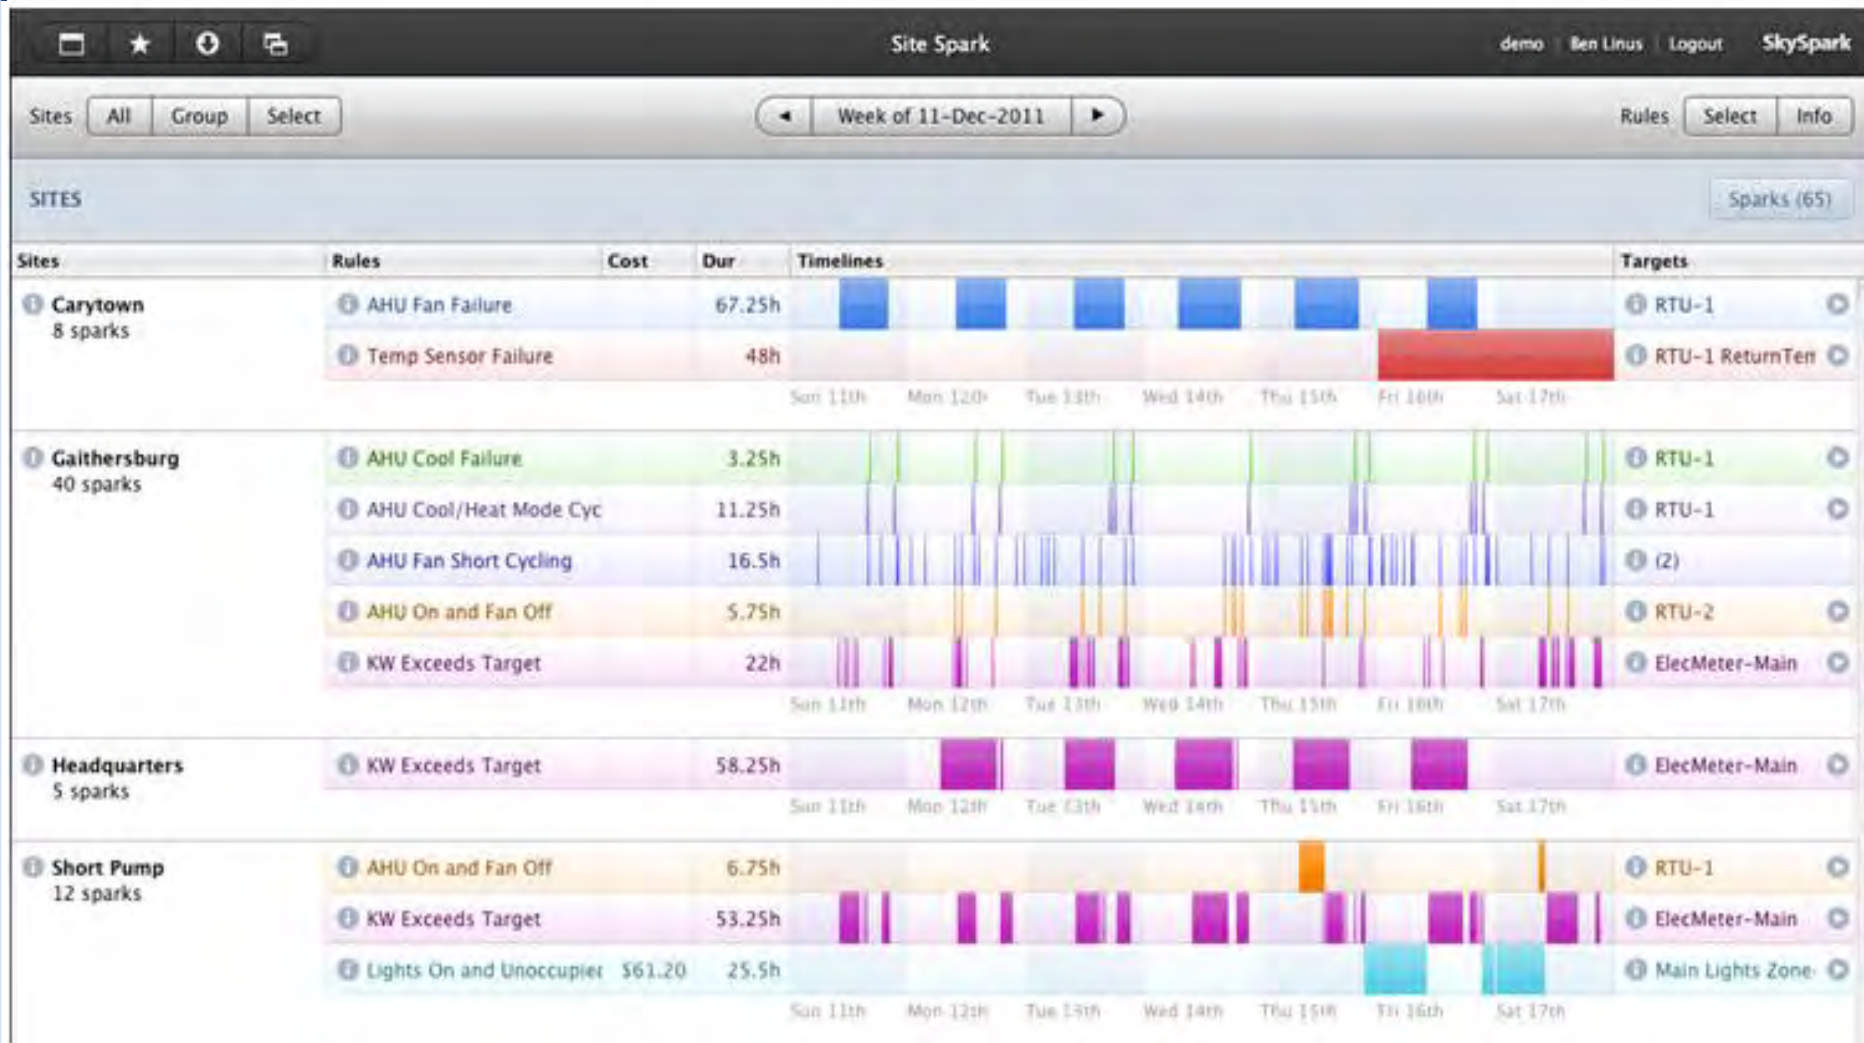 Site Spark
demo Ben Linus Logout SkySpark
Sites All Group Select
Week of 11-Dec-2011
Rules Select Info
SITES
Sparks (65)
Sites Rules Cost Dur Timelines Targets
Carytown
8 sparks
AHU Fan Failure 67.25h RTU-1
Temp Sensor Failure 48h RTU-1 ReturnTem
Sun 11th Mon 12th Tue 13th Wed 14th Thu 15th Fri 16th Sat 17th
Gaithersburg
40 sparks
AHU Cool Failure 3.25h RTU-1
AHU Cool/Heat Mode Cyc 11.25h RTU-1
AHU Fan Short Cycling 16.5h (2)
AHU On and Fan Off 5.75h RTU-2
KW Exceeds Target 22h ElecMeter-Main
Sun 11th Mon 12th Tue 13th Wed 14th Thu 15th Fri 16th Sat 17th
Headquarters
5 sparks
KW Exceeds Target 58.25h ElecMeter-Main
Sun 11th Mon 12th Tue 13th Wed 14th Thu 15th Fri 16th Sat 17th
Short Pump
12 sparks
AHU On and Fan Off 6.75h RTU-1
KW Exceeds Target 53.25h ElecMeter-Main
Lights On and Unoccupied $61.20 25.5h Main Lights Zone-
Sun 11th Mon 12th Tue 13th Wed 14th Thu 15th Fri 16th Sat 17th